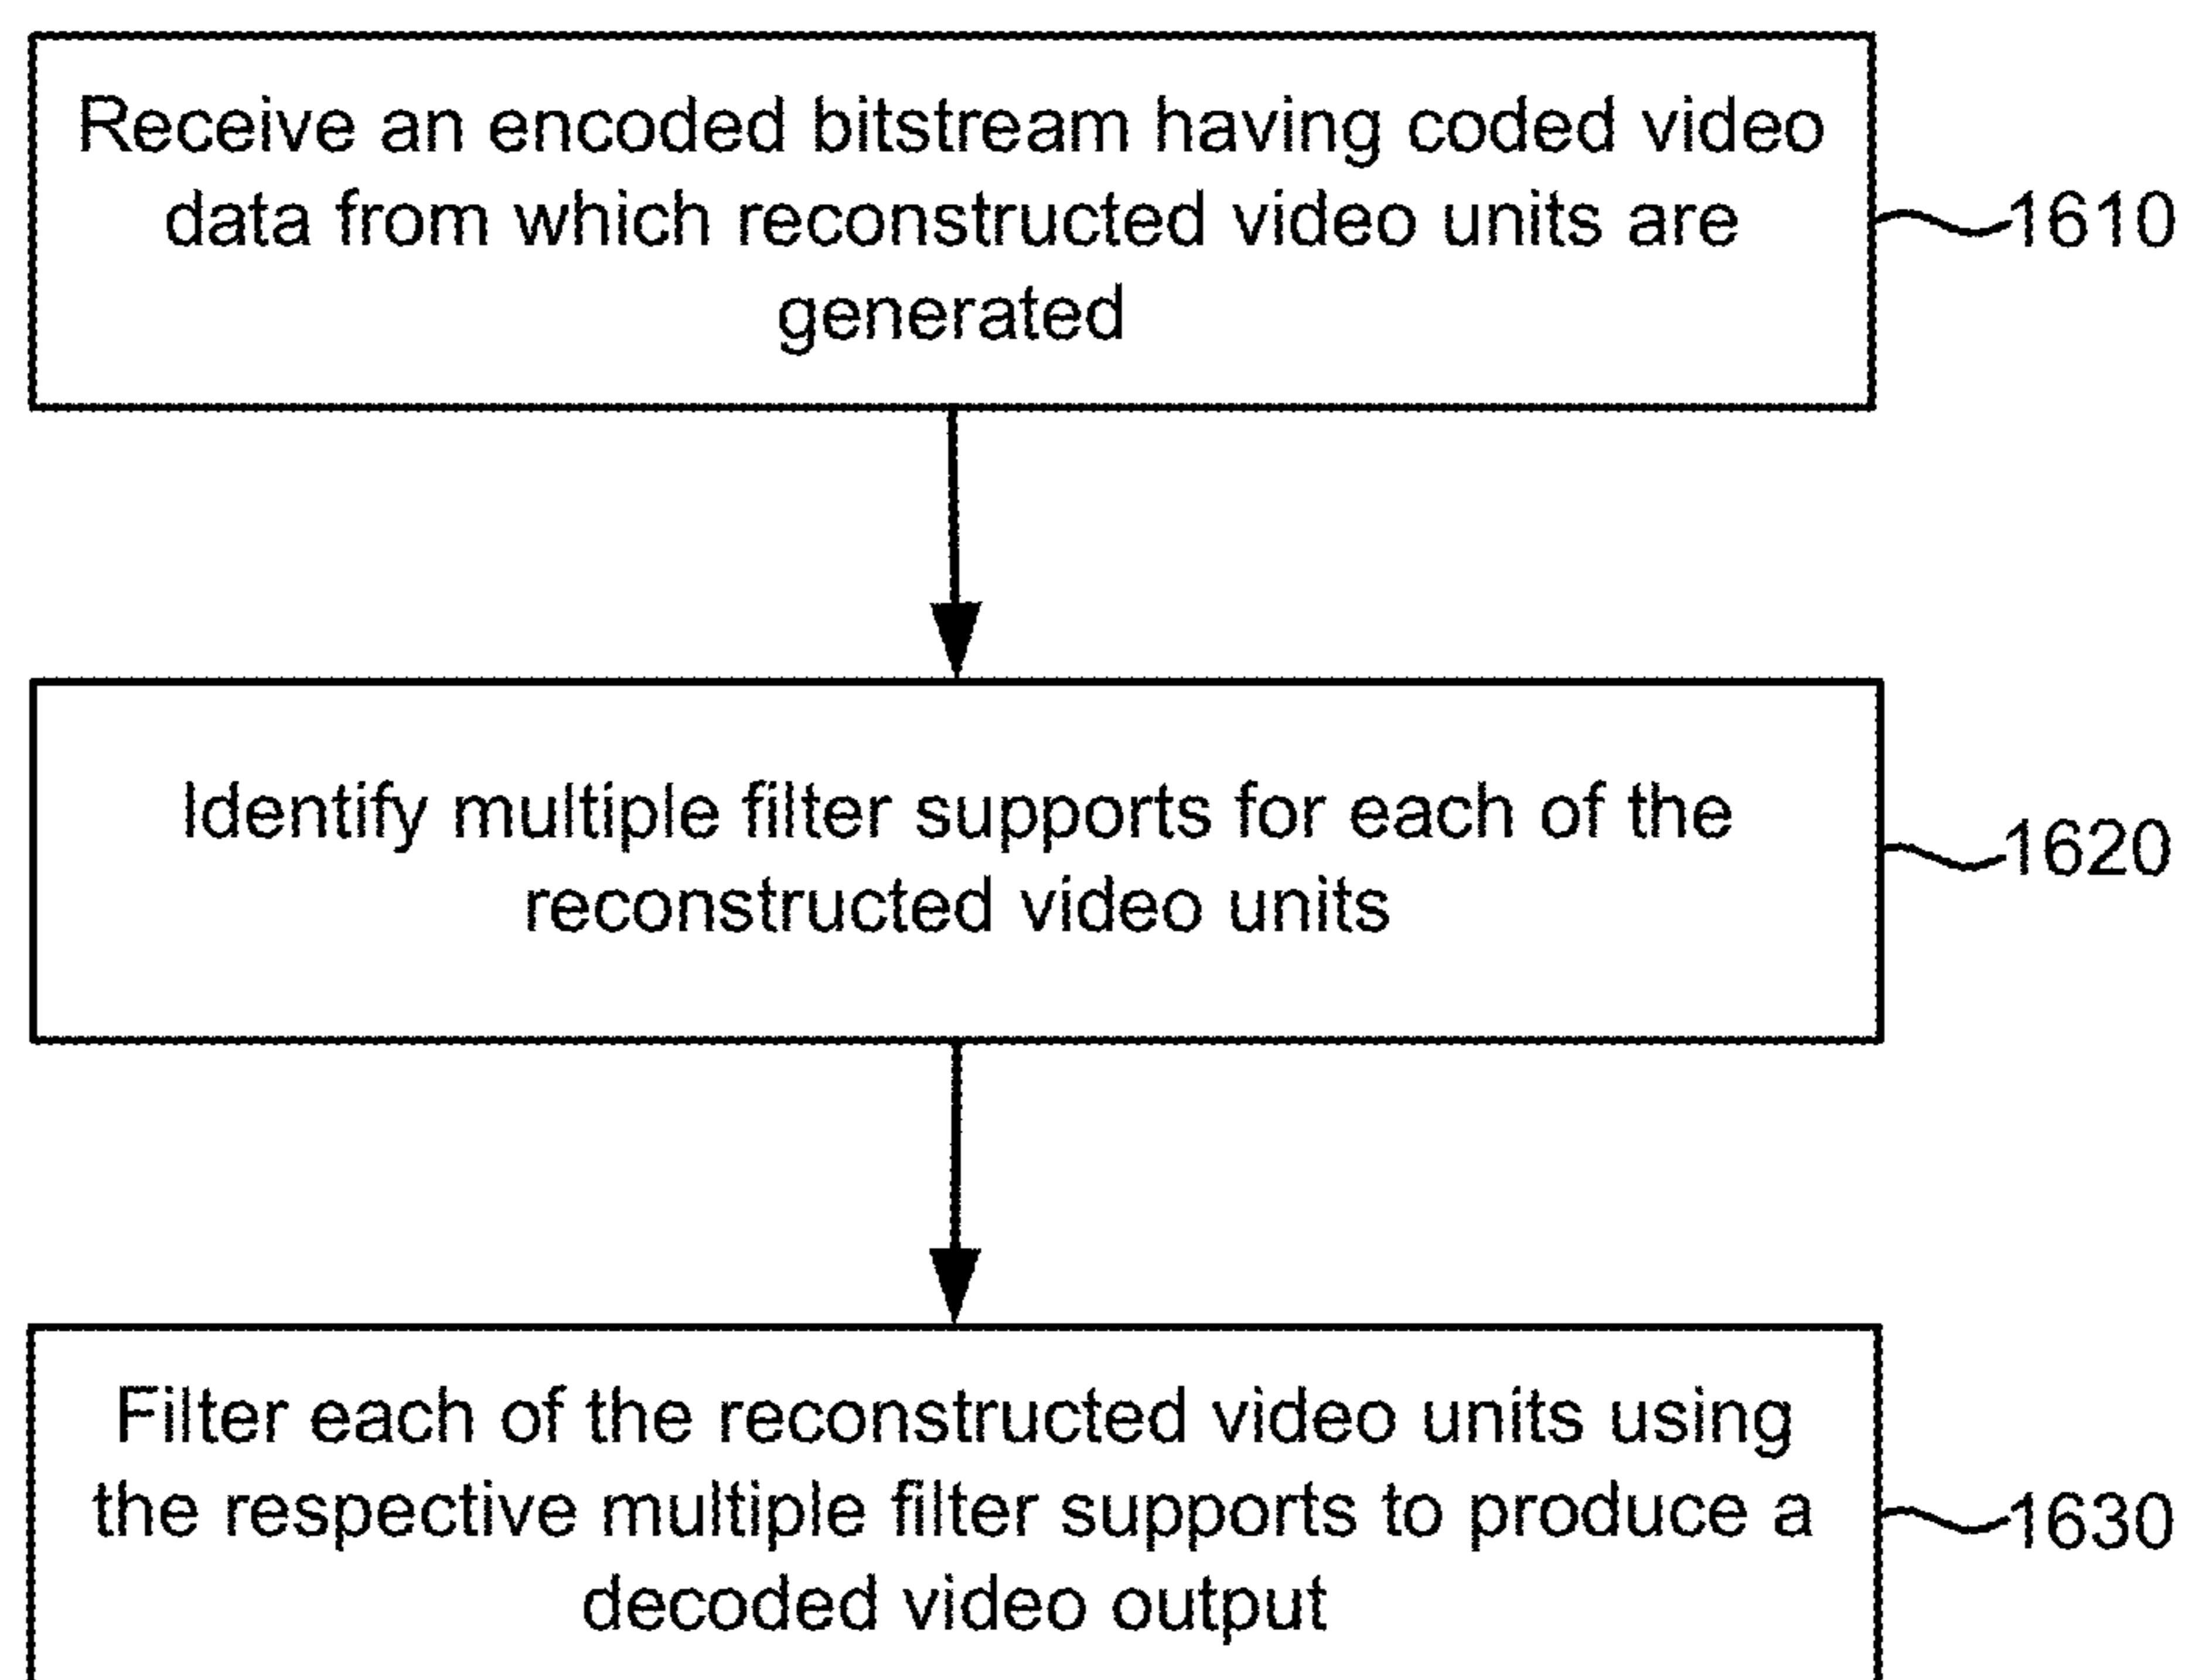 Receive an encoded bitstream having coded video
data from which reconstructed video units are
generated
1610
Identify multiple filter supports for each of the
reconstructed video units
1620
Filter each of the reconstructed video units using
the respective multiple filter supports to produce a
decoded video output
1630